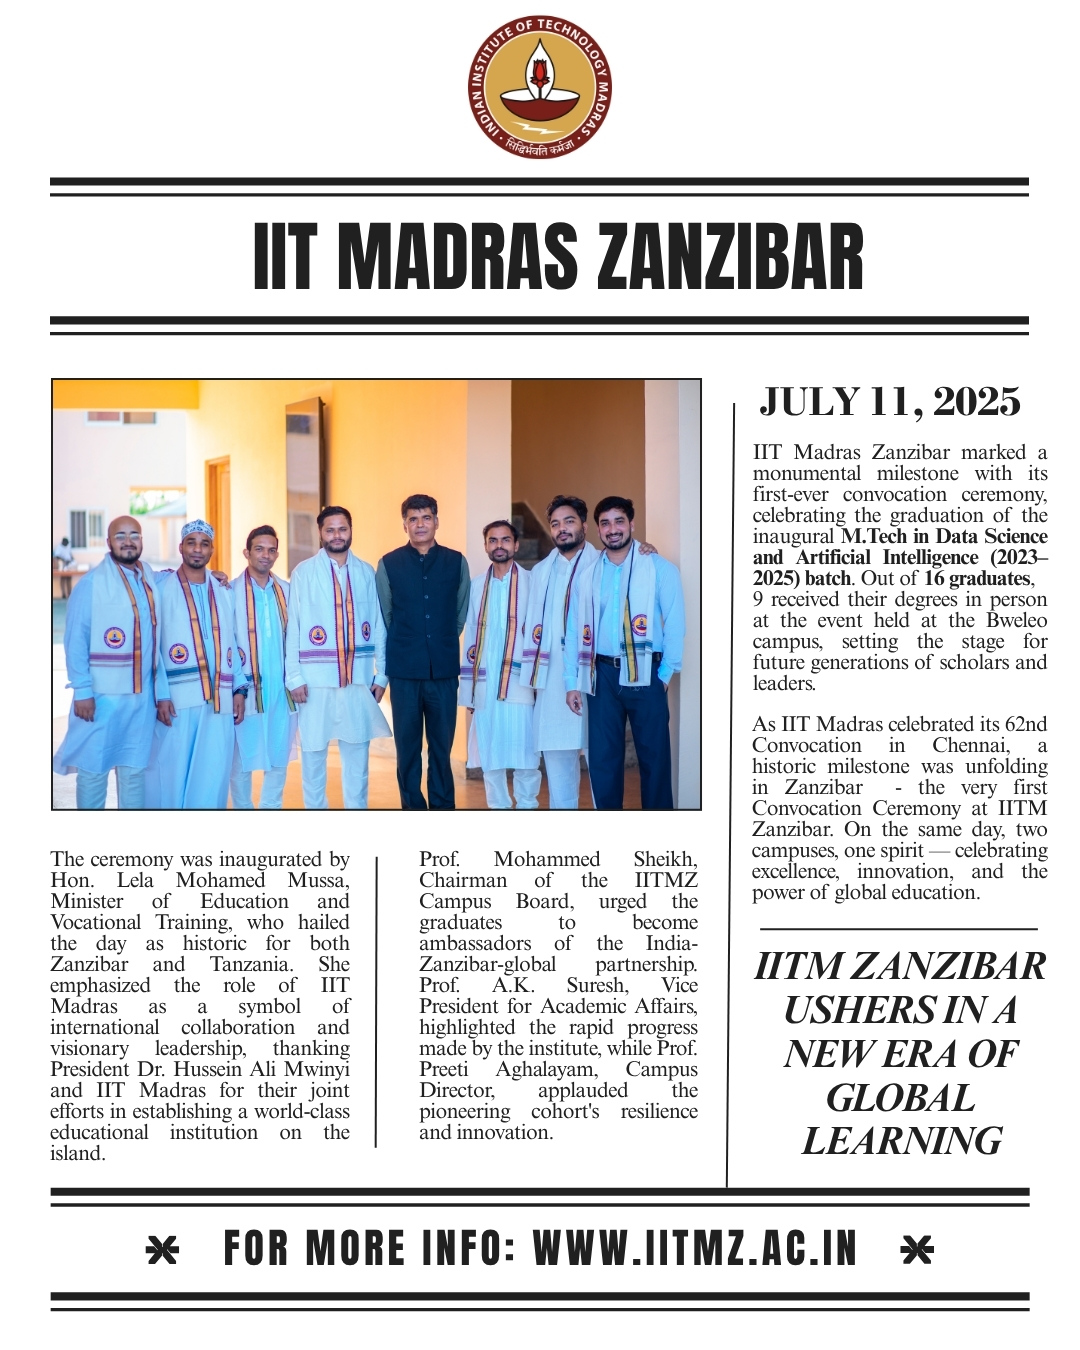 INDIAN INSTITUTE OF TECHNOLOGY MADRAS
सिद्धिर्भवति कर्मजा
IIT MADRAS ZANZIBAR
JULY 11, 2025
IIT Madras Zanzibar marked a
monumental milestone with its
first-ever convocation ceremony,
celebrating the graduation of the
inaugural M.Tech in Data Science
and Artificial Intelligence (2023–
2025) batch. Out of 16 graduates,
9 received their degrees in person
at the event held at the Bweleo
campus, setting the stage for
future generations of scholars and
leaders.
As IIT Madras celebrated its 62nd
Convocation in Chennai, a
historic milestone was unfolding
in Zanzibar - the very first
Convocation Ceremony at IITM
Zanzibar. On the same day, two
campuses, one spirit — celebrating
excellence, innovation, and the
power of global education.
The ceremony was inaugurated by
Hon. Lela Mohamed Mussa,
Minister of Education and
Vocational Training, who hailed
the day as historic for both
Zanzibar and Tanzania. She
emphasized the role of IIT
Madras as a symbol of
international collaboration and
visionary leadership, thanking
President Dr. Hussein Ali Mwinyi
and IIT Madras for their joint
efforts in establishing a world-class
educational institution on the
island.
Prof. Mohammed Sheikh,
Chairman of the IITMZ
Campus Board, urged the
graduates to become
ambassadors of the India-
Zanzibar-global partnership.
Prof. A.K. Suresh, Vice
President for Academic Affairs,
highlighted the rapid progress
made by the institute, while Prof.
Preeti Aghalayam, Campus
Director, applauded the
pioneering cohort's resilience
and innovation.
IITM ZANZIBAR
USHERS IN A
NEW ERA OF
GLOBAL
LEARNING
FOR MORE INFO: WWW.IITMZ.AC.IN